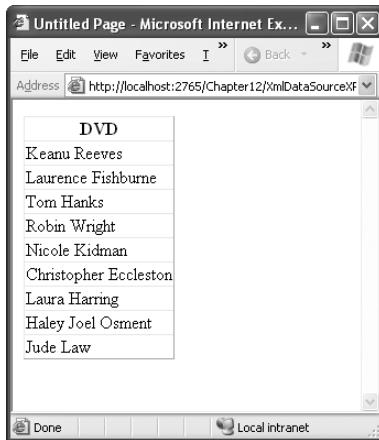 Untitled Page - Microsoft Internet Ex...
File Edit View Favorites T » Back »
Address http://localhost:2765/Chapter12/XmlDataSourceXF
DVD
Keanu Reeves
Laurence Fishburne
Tom Hanks
Robin Wright
Nicole Kidman
Christopher Eccleston
Laura Harring
Haley Joel Osment
Jude Law
Done Local intranet